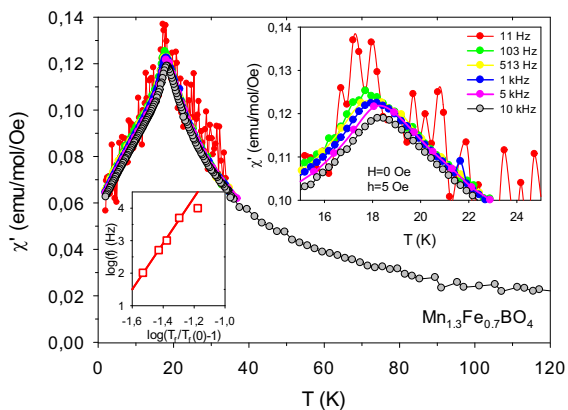 0,14
0,12
0,10
0,08
0,06
0,04
0,02
0,00
χ' (emu/mol/Oe)
0 20 40 60 80 100 120
T (K)
Mn1.3Fe0.7BO4
0,13
0,12
0,11
0,10
χ' (emu/mol/Oe)
16 18 20 22 24
T (K)
H=0 Oe
h=5 Oe
11 Hz
103 Hz
513 Hz
1 kHz
5 kHz
10 kHz
4
3
2
1
log(f) (Hz)
-1,6 -1,4 -1,2 -1,0
log(Tf/Tf(0)-1)